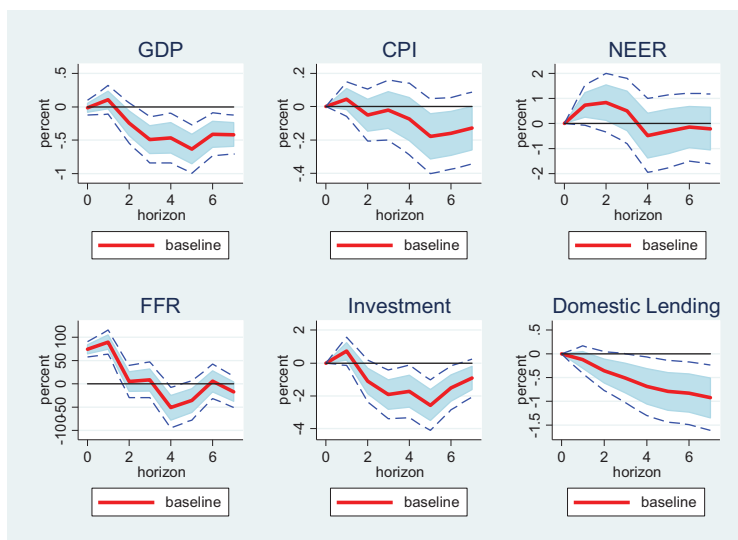 GDP
percent
.5
0
-.5
-1
0 2 4 6
horizon
baseline
CPI
percent
.2
0
-.2
-.4
0 2 4 6
horizon
baseline
NEER
percent
2
1
0
-1
-2
0 2 4 6
horizon
baseline
FFR
percent
100
50
0
-50
-100
0 2 4 6
horizon
baseline
Investment
percent
2
0
-2
-4
0 2 4 6
horizon
baseline
Domestic Lending
percent
.5
0
-.5
-1
-1.5
0 2 4 6
horizon
baseline